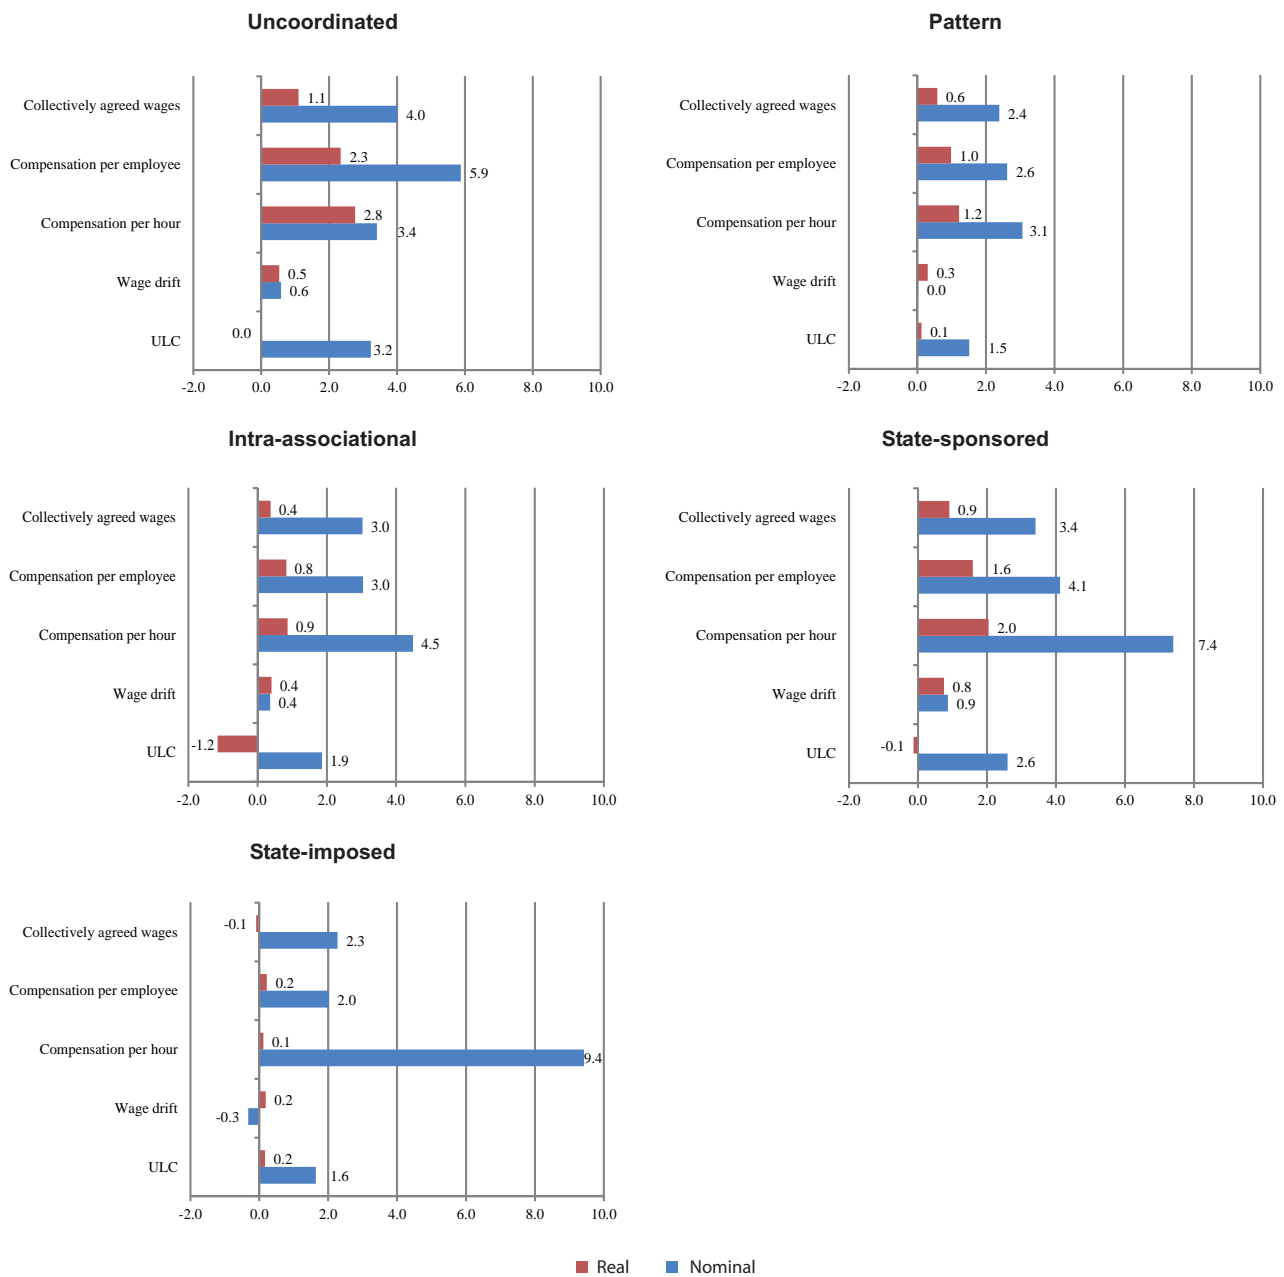 Uncoordinated
Collectively agreed wages
1.1
4.0
Compensation per employee
2.3
5.9
Compensation per hour
2.8
3.4
Wage drift
0.5
0.6
ULC
0.0
3.2
-2.0 0.0 2.0 4.0 6.0 8.0 10.0
Pattern
Collectively agreed wages
0.6
2.4
Compensation per employee
1.0
2.6
Compensation per hour
1.2
3.1
Wage drift
0.3
0.0
ULC
0.1
1.5
-2.0 0.0 2.0 4.0 6.0 8.0 10.0
Intra-associational
Collectively agreed wages
0.4
3.0
Compensation per employee
0.8
3.0
Compensation per hour
0.9
4.5
Wage drift
0.4
0.4
ULC
-1.2
1.9
-2.0 0.0 2.0 4.0 6.0 8.0 10.0
State-sponsored
Collectively agreed wages
0.9
3.4
Compensation per employee
1.6
4.1
Compensation per hour
2.0
7.4
Wage drift
0.8
0.9
ULC
-0.1
2.6
-2.0 0.0 2.0 4.0 6.0 8.0 10.0
State-imposed
Collectively agreed wages
-0.1
2.3
Compensation per employee
0.2
2.0
Compensation per hour
0.1
9.4
Wage drift
0.2
-0.3
ULC
0.2
1.6
-2.0 0.0 2.0 4.0 6.0 8.0 10.0
Real Nominal